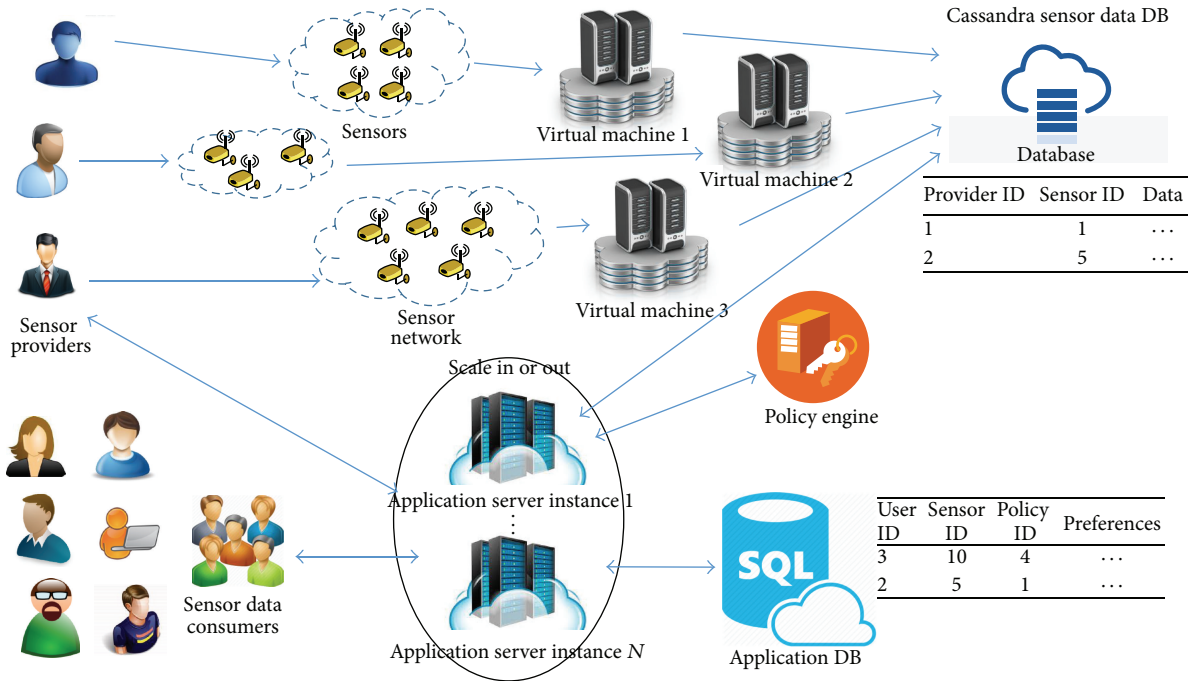 Cassandra sensor data DB
Sensors
Virtual machine 1
Database
Virtual machine 2
Provider ID Sensor ID Data
1 1 ...
2 5 ...
Sensor
providers
Sensor
network
Virtual machine 3
Scale in or out
Policy engine
Application server instance 1
⋮
User
ID
Sensor
ID
Policy
ID
Preferences
3 10 4 ...
2 5 1 ...
SQL
Sensor data
consumers
Application server instance N
Application DB